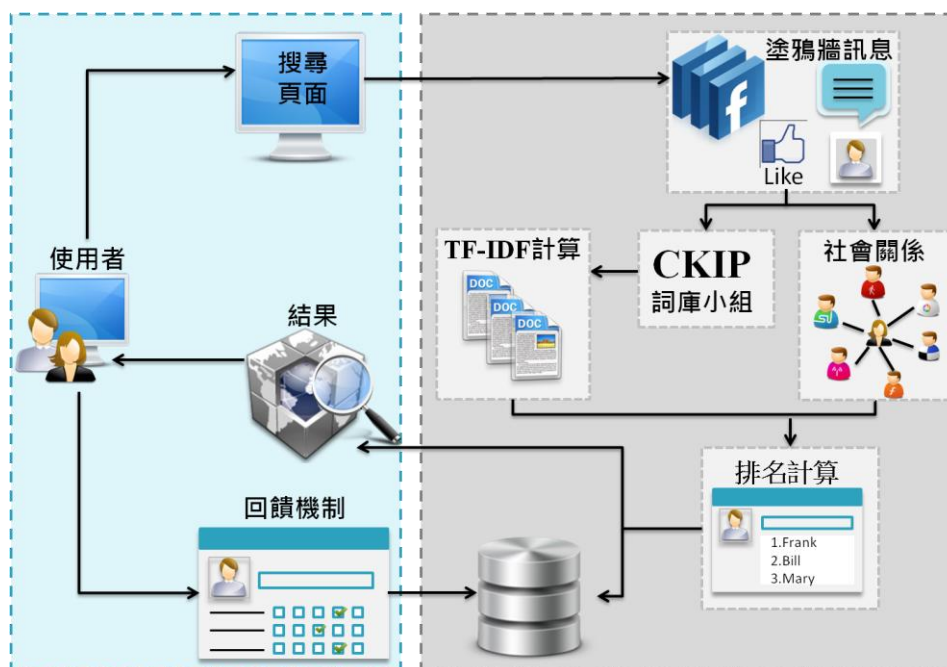 搜尋
頁面
塗鴉牆訊息
f
Like
使用者
TF-IDF計算
DOC
DOC
DOC
CKIP
詞庫小組
社會關係
結果
排名計算
1.Frank
2.Bill
3.Mary
回饋機制